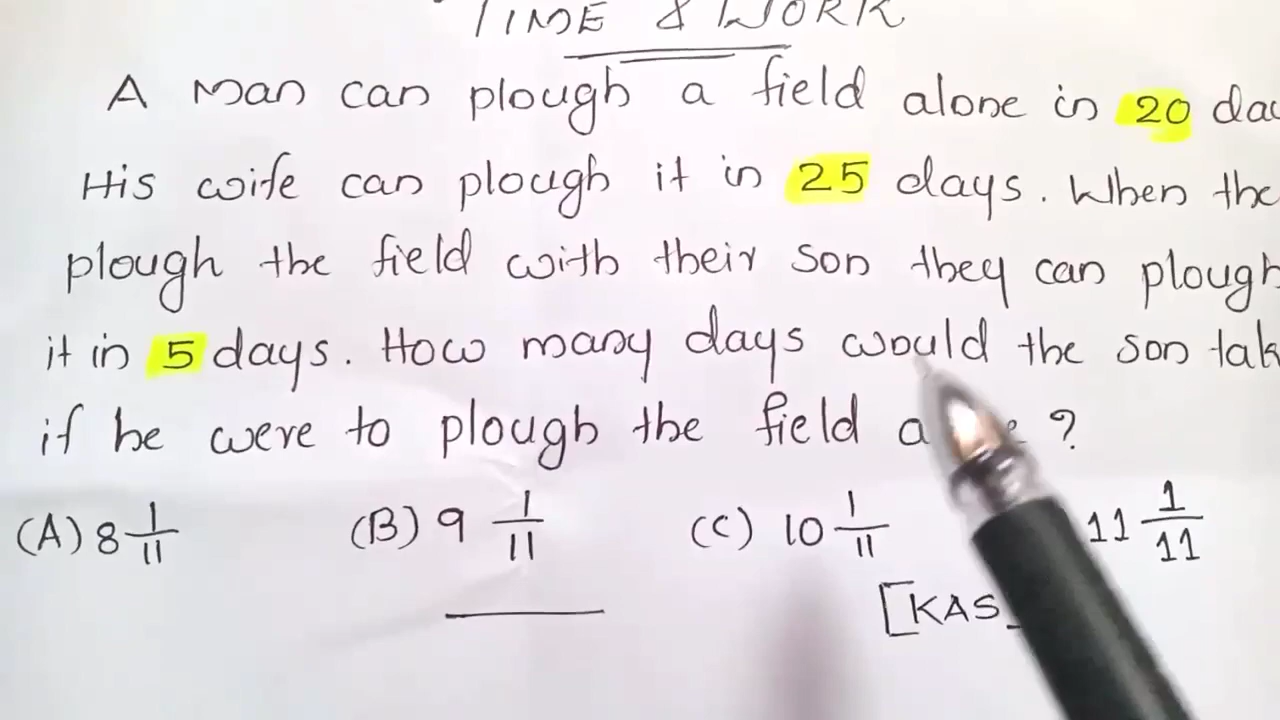 TIME & WORK
A man can plough a field alone in 20
His wife can plough it in 25 days. When
plough the field with their son they can plough
it in 5 days. How many days would the son
if he were to plough the field ?
(A) 8 1/11 (B) 9 1/11 (C) 10 1/11 11 1/11
[KAS]